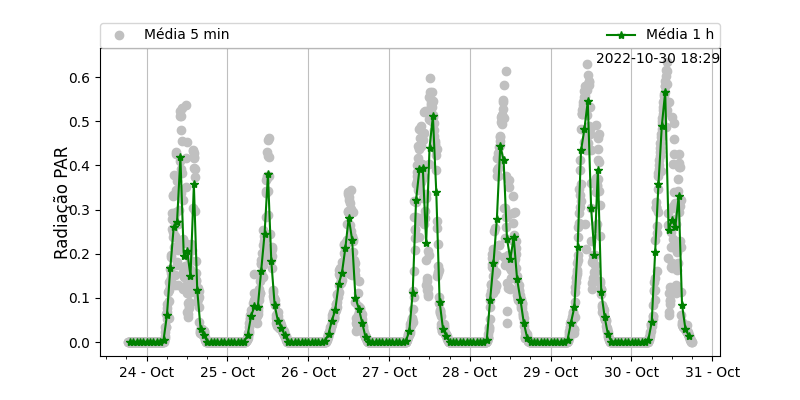 Média 5 min
Média 1 h
2022-10-30 18:29
Radiação PAR
0.6
0.5
0.4
0.3
0.2
0.1
0.0
24 - Oct
25 - Oct
26 - Oct
27 - Oct
28 - Oct
29 - Oct
30 - Oct
31 - Oct